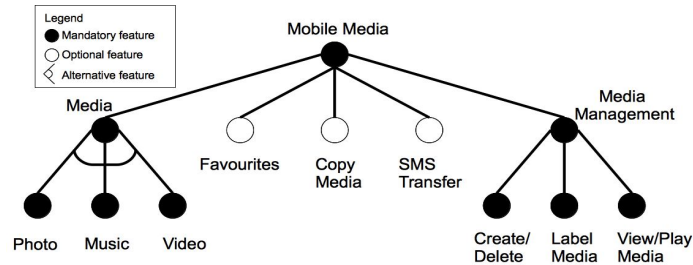 Legend
Mandatory feature
Optional feature
Alternative feature
Mobile Media
Media
Media
Management
Favourites
Copy
Media
SMS
Transfer
Photo
Music
Video
Create/
Delete
Label
Media
View/Play
Media